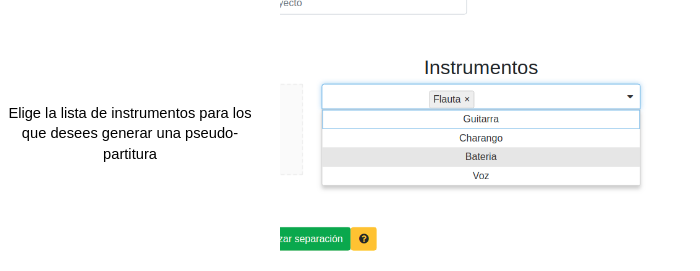 yecto
Instrumentos
Flauta ×
Elige la lista de instrumentos para los
que desees generar una pseudo-
partitura
Guitarra
Charango
Bateria
Voz
zar separación